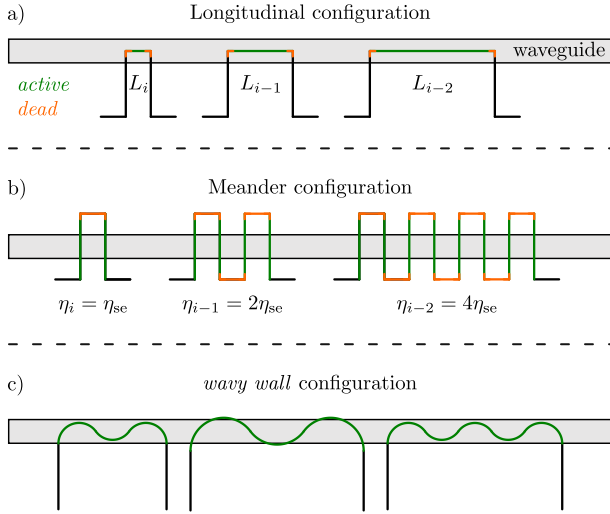 a) Longitudinal configuration
waveguide
active L_i L_{i−1} L_{i−2}
dead
b) Meander configuration
η_i = η_se η_{i−1} = 2η_se η_{i−2} = 4η_se
c) wavy wall configuration